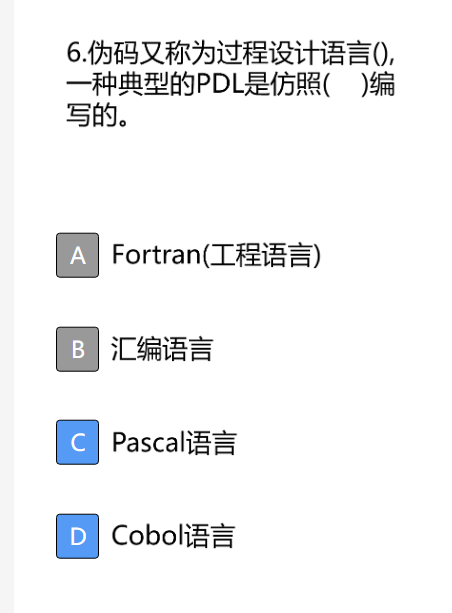 6.伪码又称为过程设计语言(),
一种典型的PDL是仿照(    )编
写的。
A Fortran(工程语言)
B 汇编语言
C Pascal语言
D Cobol语言